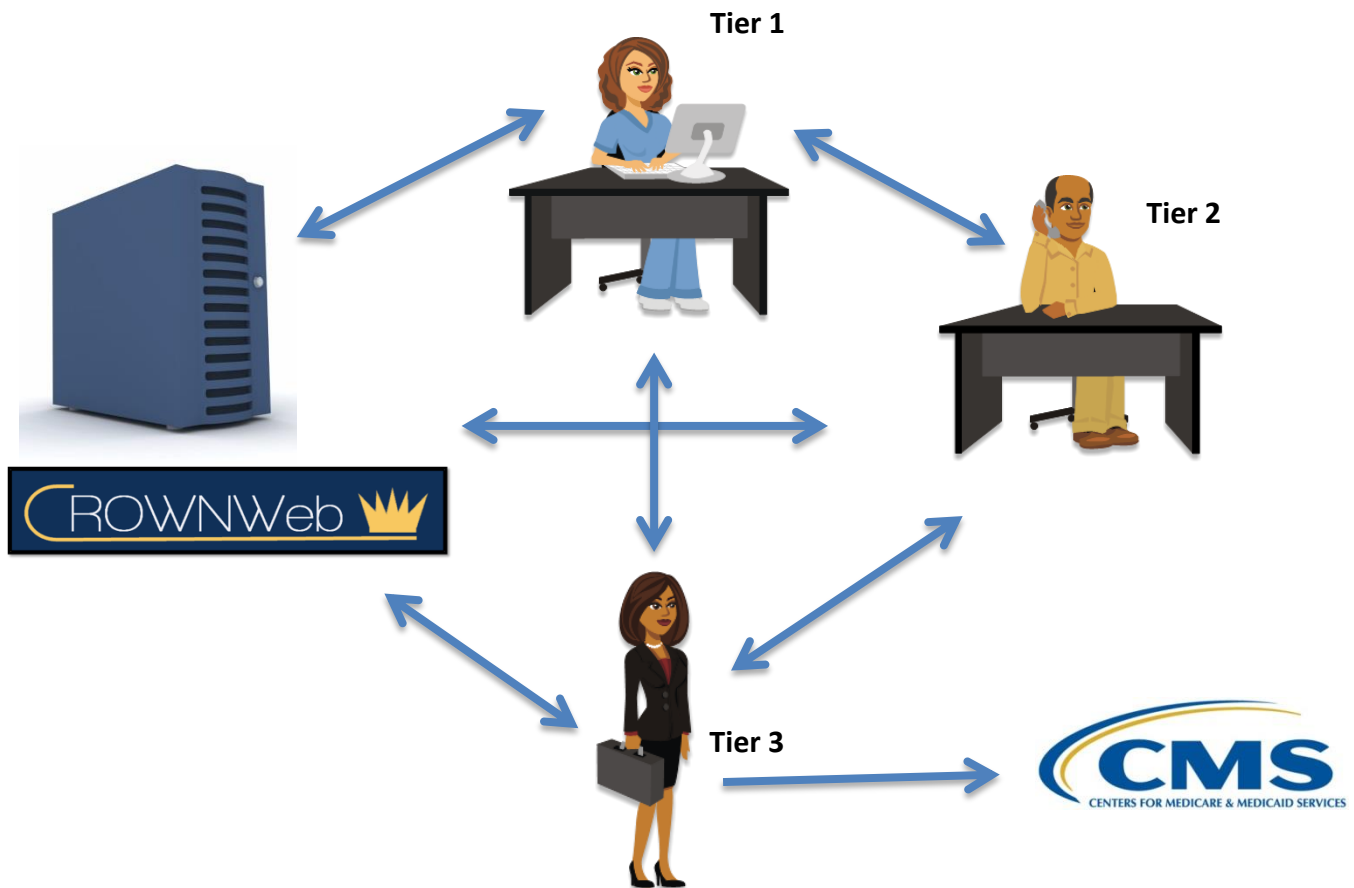 Tier 1
Tier 2
CROWNWeb
Tier 3
CMS
CENTERS FOR MEDICARE & MEDICAID SERVICES